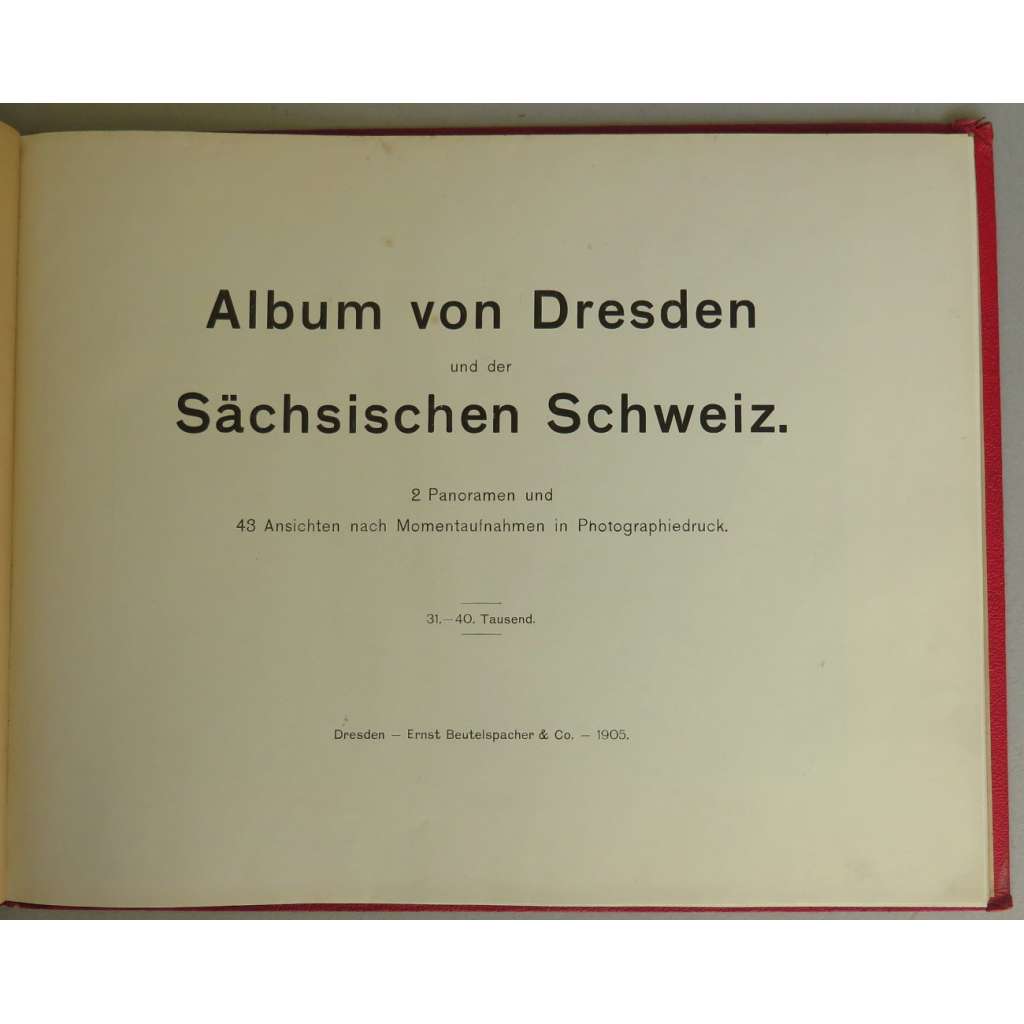 Album von Dresden
und der
Sächsischen Schweiz.
2 Panoramen und
43 Ansichten nach Momentaufnahmen in Photographiedruck.
31.—40. Tausend.
Dresden — Ernst Beutelspacher & Co. — 1905.